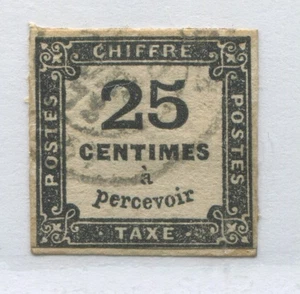 CHIFFRE
POSTES
25
CENTIMES
à
percevoir
POSTES
TAXE